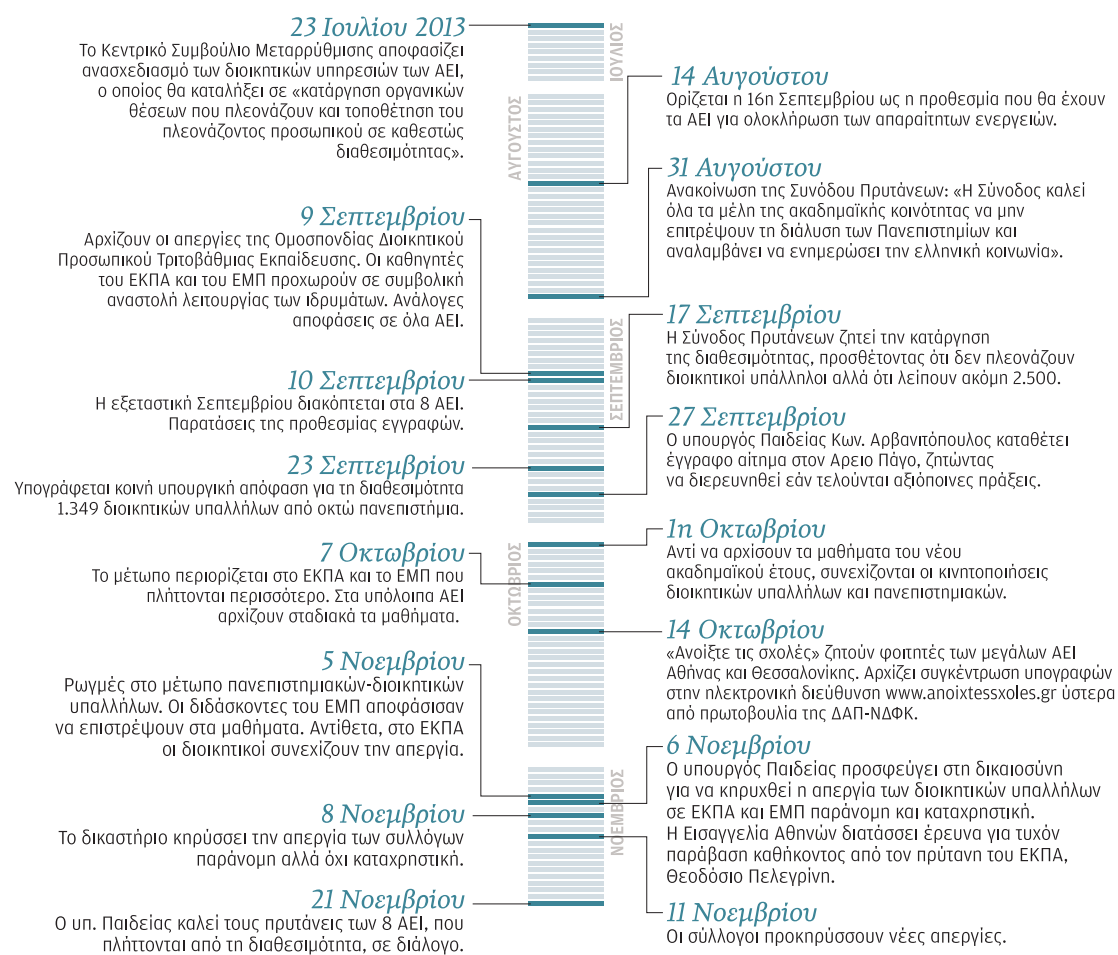 23 Ιουλίου 2013
Το Κεντρικό Συμβούλιο Μεταρρύθμισης αποφασίζει
ανασχεδιασμό των διοικητικών υπηρεσιών των ΑΕΙ,
ο οποίος θα καταλήξει σε «κατάργηση οργανικών
θέσεων που πλεονάζουν και τοποθέτηση του
πλεονάζοντος προσωπικού σε καθεστώς
διαθεσιμότητας».
ΙΟΥΛΙΟΣ
14 Αυγούστου
Ορίζεται η 16η Σεπτεμβρίου ως η προθεσμία που θα έχουν
τα ΑΕΙ για ολοκλήρωση των απαραίτητων ενεργειών.
ΑΥΓΟΥΣΤΟΣ
31 Αυγούστου
Ανακοίνωση της Συνόδου Πρυτάνεων: «Η Σύνοδος καλεί
όλα τα μέλη της ακαδημαϊκής κοινότητας να μην
επιτρέψουν τη διάλυση των Πανεπιστημίων και
αναλαμβάνει να ενημερώσει την ελληνική κοινωνία».
9 Σεπτεμβρίου
Αρχίζουν οι απεργίες της Ομοσπονδίας Διοικητικού
Προσωπικού Τριτοβάθμιας Εκπαίδευσης. Οι καθηγητές
του ΕΚΠΑ και του ΕΜΠ προχωρούν σε συμβολική
αναστολή λειτουργίας των ιδρυμάτων. Ανάλογες
αποφάσεις σε όλα ΑΕΙ.
ΣΕΠΤΕΜΒΡΙΟΣ
17 Σεπτεμβρίου
Η Σύνοδος Πρυτάνεων ζητεί την κατάργηση
της διαθεσιμότητας, προσθέτοντας ότι δεν πλεονάζουν
διοικητικοί υπάλληλοι αλλά ότι λείπουν ακόμη 2.500.
10 Σεπτεμβρίου
Η εξεταστική Σεπτεμβρίου διακόπτεται στα 8 ΑΕΙ.
Παρατάσεις της προθεσμίας εγγραφών.
27 Σεπτεμβρίου
Ο υπουργός Παιδείας Κων. Αρβανιτόπουλος καταθέτει
έγγραφο αίτημα στον Αρειο Πάγο, ζητώντας
να διερευνηθεί εάν τελούνται αξιόποινες πράξεις.
23 Σεπτεμβρίου
Υπογράφεται κοινή υπουργική απόφαση για τη διαθεσιμότητα
1.349 διοικητικών υπαλλήλων από οκτώ πανεπιστήμια.
1η Οκτωβρίου
Αντί να αρχίσουν τα μαθήματα του νέου
ακαδημαϊκού έτους, συνεχίζονται οι κινητοποιήσεις
διοικητικών υπαλλήλων και πανεπιστημιακών.
ΟΚΤΩΒΡΙΟΣ
7 Οκτωβρίου
Το μέτωπο περιορίζεται στο ΕΚΠΑ και το ΕΜΠ που
πλήττονται περισσότερο. Στα υπόλοιπα ΑΕΙ
αρχίζουν σταδιακά τα μαθήματα.
14 Οκτωβρίου
«Ανοίξτε τις σχολές» ζητούν φοιτητές των μεγάλων ΑΕΙ
Αθήνας και Θεσσαλονίκης. Αρχίζει συγκέντρωση υπογραφών
στην ηλεκτρονική διεύθυνση www.anoixtessxoles.gr ύστερα
από πρωτοβουλία της ΔΑΠ-ΝΔΦΚ.
5 Νοεμβρίου
Ρωγμές στο μέτωπο πανεπιστημιακών-διοικητικών
υπαλλήλων. Οι διδάσκοντες του ΕΜΠ αποφάσισαν
να επιστρέψουν στα μαθήματα. Αντίθετα, στο ΕΚΠΑ
οι διοικητικοί συνεχίζουν την απεργία.
6 Νοεμβρίου
Ο υπουργός Παιδείας προσφεύγει στη δικαιοσύνη
για να κηρυχθεί η απεργία των διοικητικών υπαλλήλων
σε ΕΚΠΑ και ΕΜΠ παράνομη και καταχρηστική.
Η Εισαγγελία Αθηνών διατάσσει έρευνα για τυχόν
παράβαση καθήκοντος από τον πρύτανη του ΕΚΠΑ,
Θεοδόσιο Πελεγρίνη.
ΝΟΕΜΒΡΙΟΣ
8 Νοεμβρίου
Το δικαστήριο κηρύσσει την απεργία των συλλόγων
παράνομη αλλά όχι καταχρηστική.
21 Νοεμβρίου
Ο υπ. Παιδείας καλεί τους πρυτάνεις των 8 ΑΕΙ, που
πλήττονται από τη διαθεσιμότητα, σε διάλογο.
11 Νοεμβρίου
Οι σύλλογοι προκηρύσσουν νέες απεργίες.